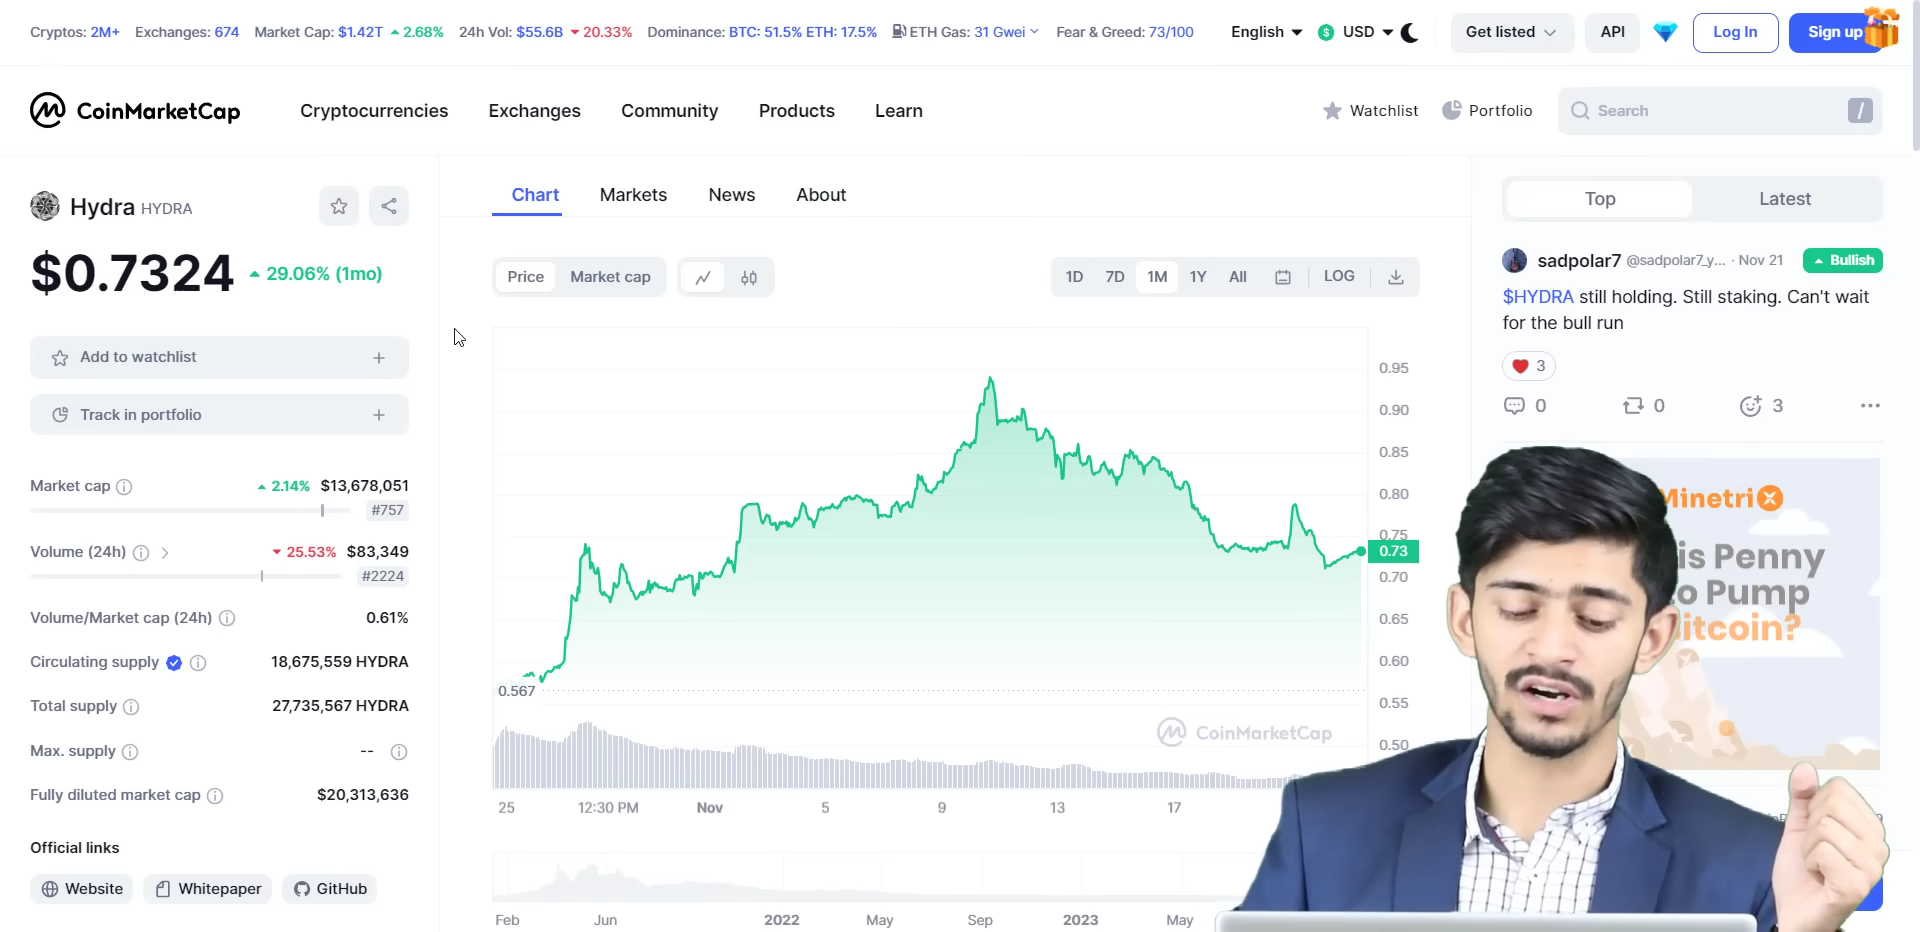 Cryptos: 2M+ Exchanges: 674 Market Cap: $1.42T 2.68% 24h Vol: $55.6B 20.33% Dominance: BTC: 51.5% ETH: 17.5% ETH Gas: 31 Gwei Fear & Greed: 73/100 English $ USD Get listed API Log In Sign up
CoinMarketCap Cryptocurrencies Exchanges Community Products Learn Watchlist Portfolio Search /
Hydra HYDRA
$0.7324 29.06% (1mo)
Add to watchlist +
Track in portfolio +
Market cap 2.14% $13,678,051
#757
Volume (24h) 25.53% $83,349
#2224
Volume/Market cap (24h) 0.61%
Circulating supply 18,675,559 HYDRA
Total supply 27,735,567 HYDRA
Max. supply --
Fully diluted market cap $20,313,636
Official links
Website Whitepaper GitHub
Chart Markets News About
Price Market cap 1D 7D 1M 1Y All LOG
0.95
0.90
0.85
0.80
0.75
0.73
0.70
0.65
0.60
0.567
0.55
CoinMarketCap
0.50
25 12:30 PM Nov 5 9 13 17
Feb Jun 2022 May Sep 2023 May
Top Latest
sadpolar7 @sadpolar7_y... · Nov 21 Bullish
$HYDRA still holding. Still staking. Can't wait
for the bull run
3
0 0 3 ...
Minetri
is Penny
to Pump
itcoin?